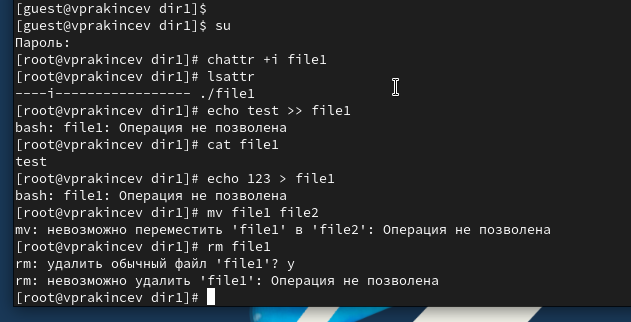 [guest@vprakincev dir1]$
[guest@vprakincev dir1]$ su
Пароль:
[root@vprakincev dir1]# chattr +i file1
[root@vprakincev dir1]# lsattr
----i----------------- ./file1
[root@vprakincev dir1]# echo test >> file1
bash: file1: Операция не позволена
[root@vprakincev dir1]# cat file1
test
[root@vprakincev dir1]# echo 123 > file1
bash: file1: Операция не позволена
[root@vprakincev dir1]# mv file1 file2
mv: невозможно переместить 'file1' в 'file2': Операция не позволена
[root@vprakincev dir1]# rm file1
rm: удалить обычный файл 'file1'? y
rm: невозможно удалить 'file1': Операция не позволена
[root@vprakincev dir1]#